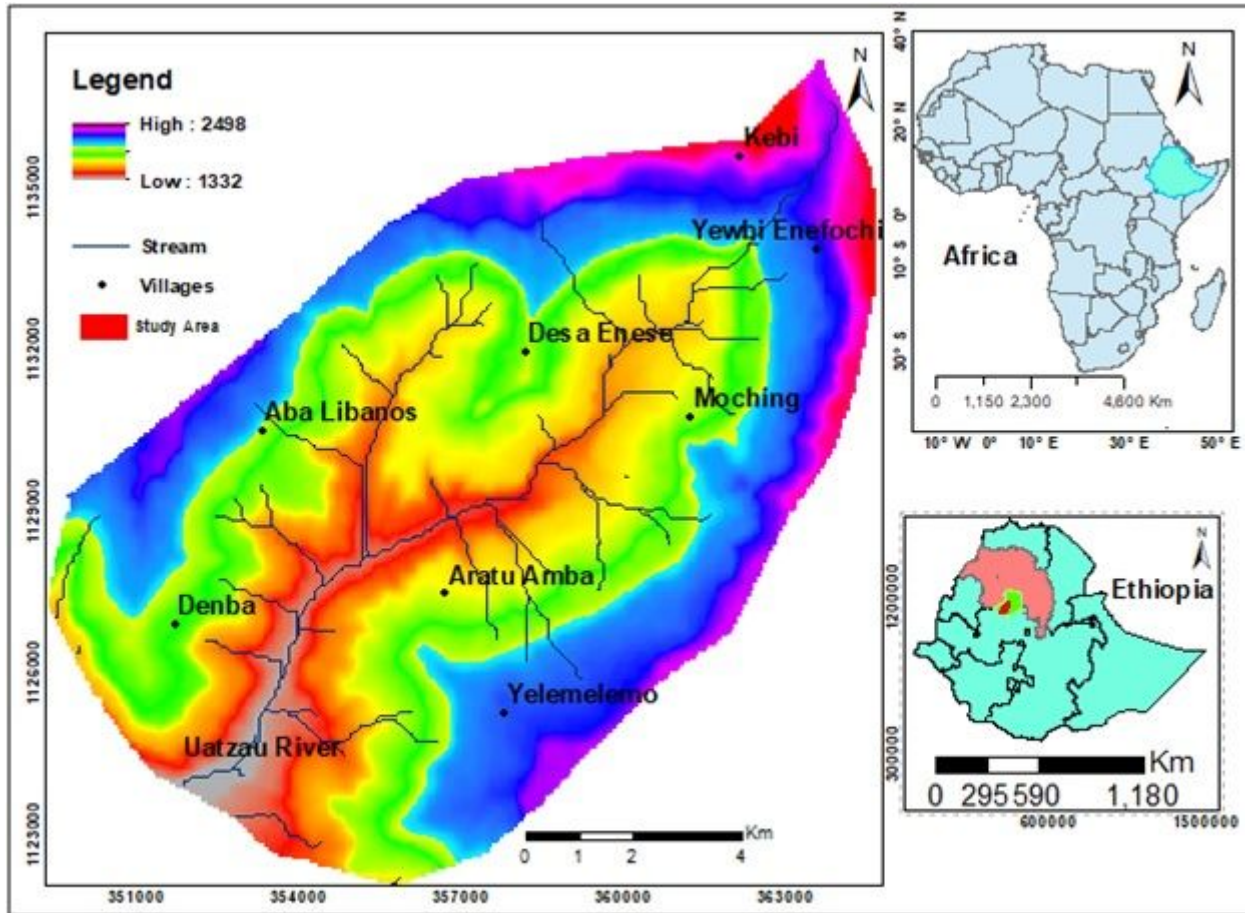 Legend
High : 2498
Low : 1332
Stream
Villages
Study Area
N
Kebi
Yewbi Enefochi
Desa Enese
Moching
Aba Libanos
Aratu Amba
Denba
Yelemelemo
Uatzau River
Km
0 1 2 4
1135000
1132000
1129000
1126000
1123000
351000 354000 357000 360000 363000
40° N
20° N
0°
10° S
30° S
N
Africa
0 1,150 2,300 4,600 Km
10° W 0° 10° E 30° E 50° E
N
Ethiopia
1200000
300000
Km
0 295 590 1,180
600000 1500000